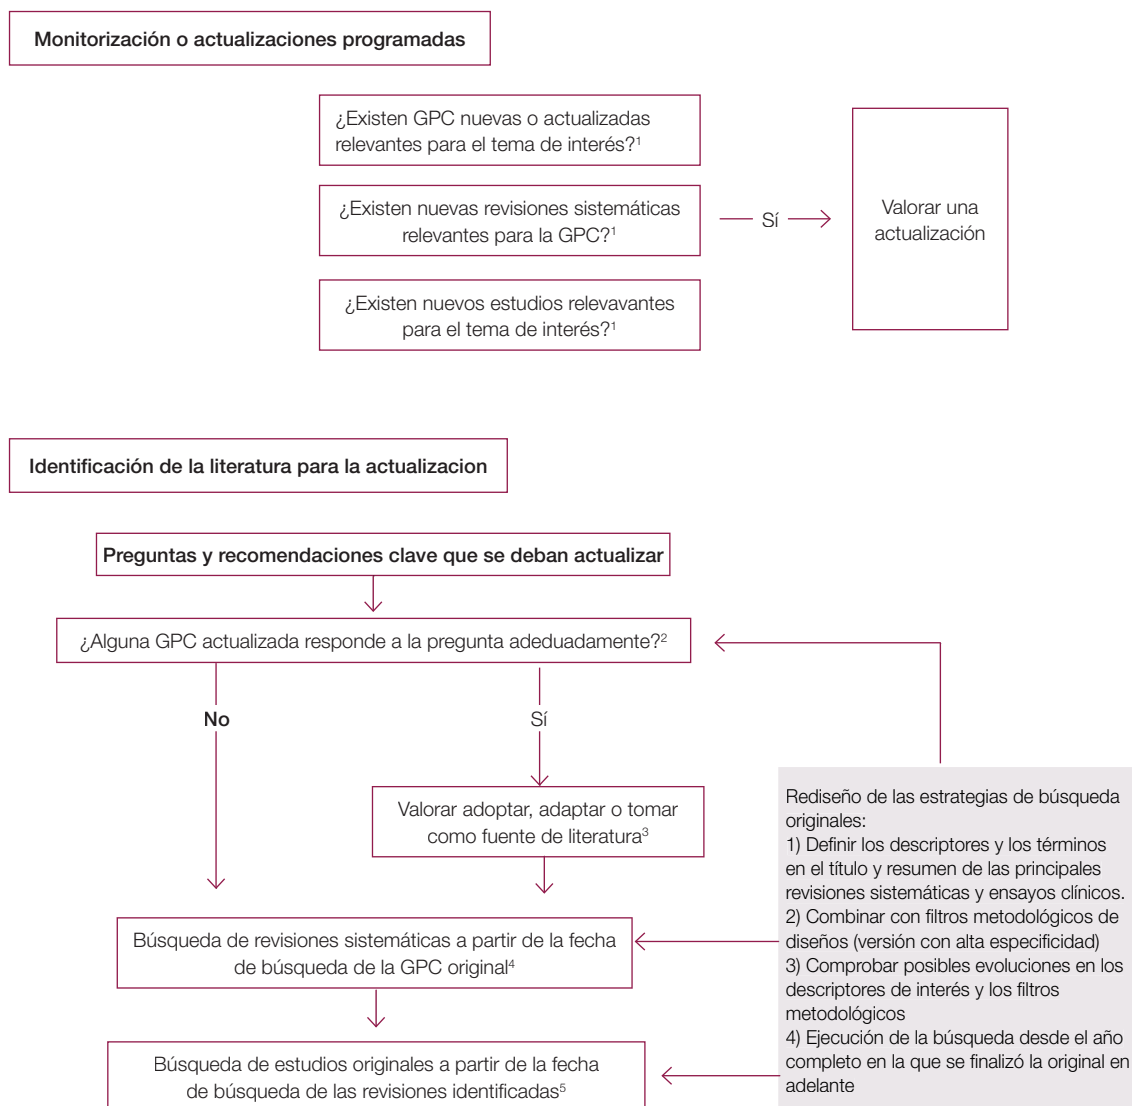 Monitorización o actualizaciones programadas
¿Existen GPC nuevas o actualizadas
relevantes para el tema de interés?¹
¿Existen nuevas revisiones sistemáticas
relevantes para la GPC?¹
¿Existen nuevos estudios relevavantes
para el tema de interés?¹
Sí
Valorar una
actualización
Identificación de la literatura para la actualizacion
Preguntas y recomendaciones clave que se deban actualizar
¿Alguna GPC actualizada responde a la pregunta adeduadamente?²
No
Sí
Valorar adoptar, adaptar o tomar
como fuente de literatura³
Búsqueda de revisiones sistemáticas a partir de la fecha
de búsqueda de la GPC original⁴
Búsqueda de estudios originales a partir de la fecha
de búsqueda de las revisiones identificadas⁵
Rediseño de las estrategias de búsqueda
originales:
1) Definir los descriptores y los términos
en el título y resumen de las principales
revisiones sistemáticas y ensayos clínicos.
2) Combinar con filtros metodológicos de
diseños (versión con alta especificidad)
3) Comprobar posibles evoluciones en los
descriptores de interés y los filtros
metodológicos
4) Ejecución de la búsqueda desde el año
completo en la que se finalizó la original en
adelante